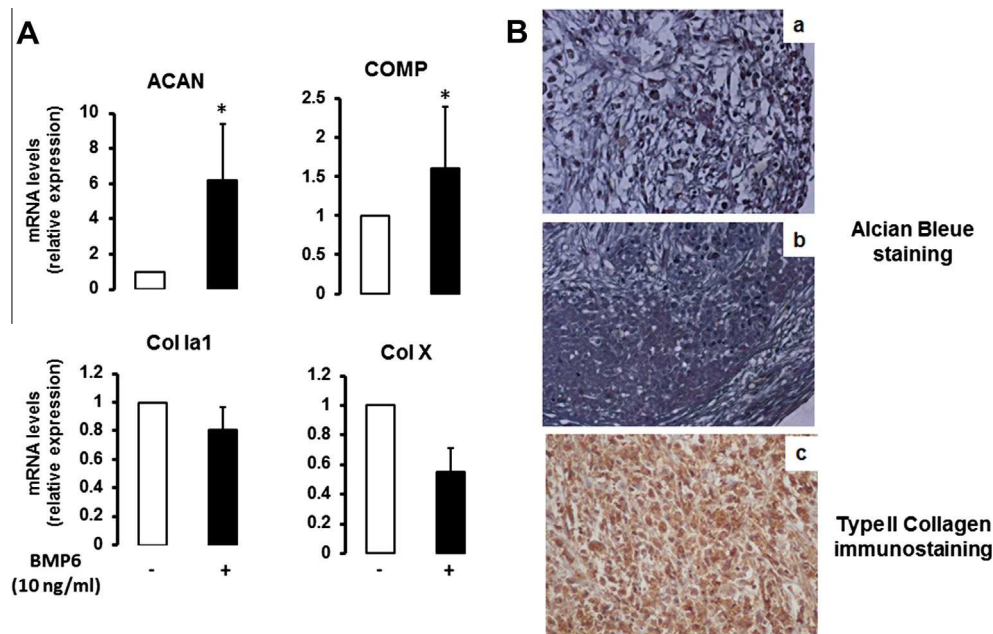 A
ACAN
mRNA levels
(relative expression)
10
8
6
4
2
0
*
COMP
2.5
2
1.5
1
0.5
0
*
Col Ia1
mRNA levels
(relative expression)
1.2
1
0.8
0.6
0.4
0.2
0
Col X
1.2
1
0.8
0.6
0.4
0.2
0
BMP6
(10 ng/ml)
- + - +
B
a
b
Alcian Bleue
staining
c
Type II Collagen
immunostaining